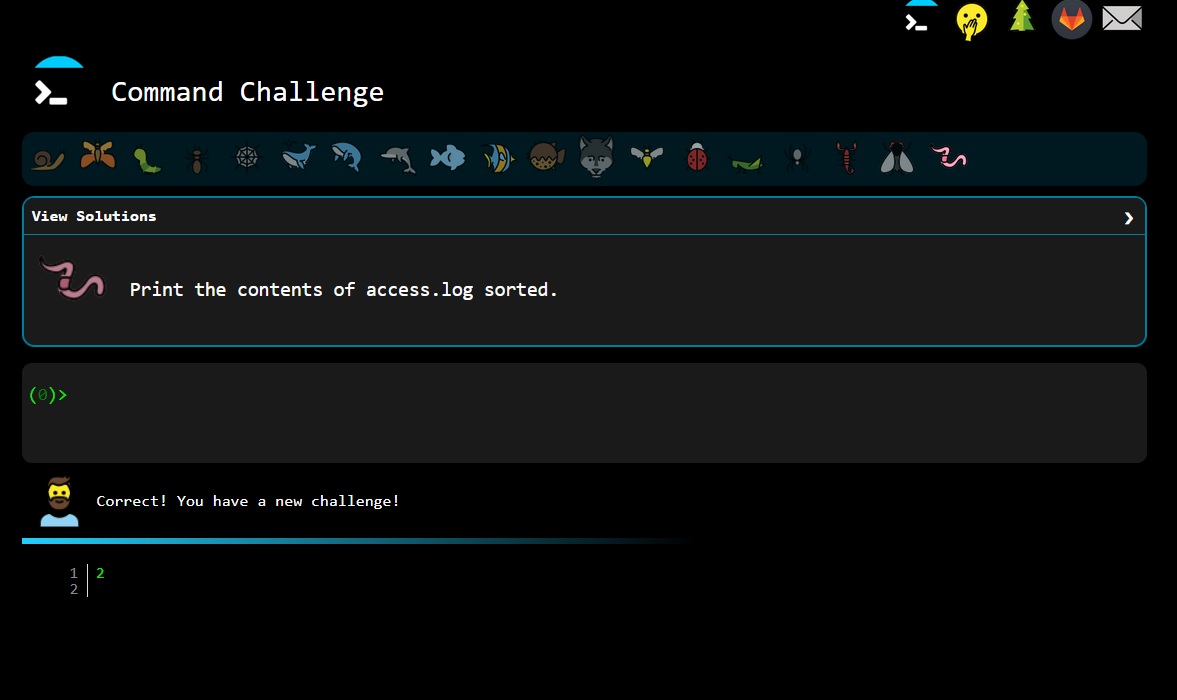 Command Challenge
View Solutions
Print the contents of access.log sorted.
(0)>
Correct! You have a new challenge!
1 2
2